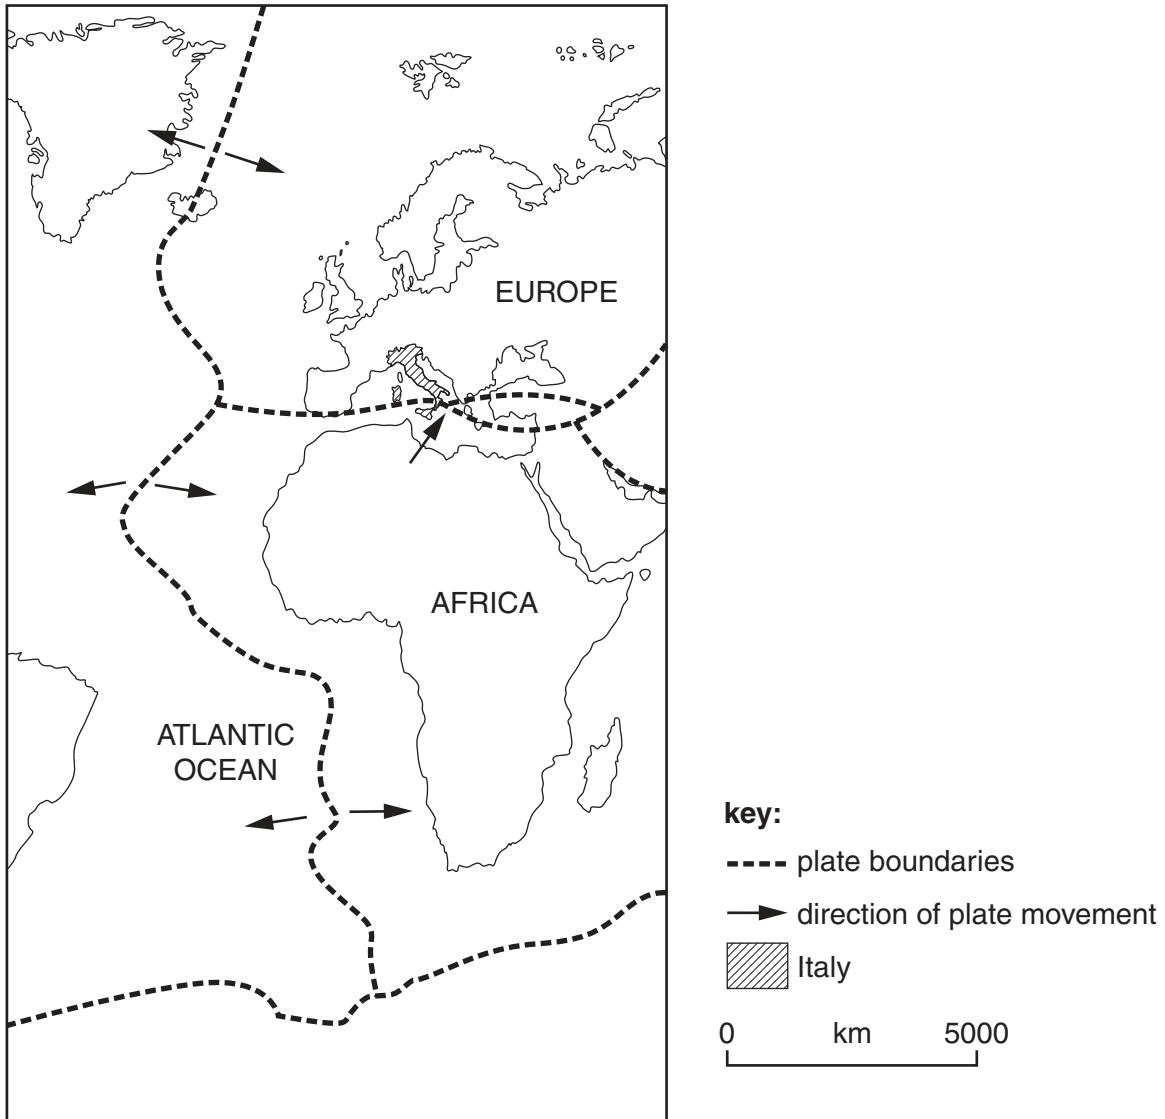 EUROPE
AFRICA
ATLANTIC
OCEAN
key:
plate boundaries
direction of plate movement
Italy
0 km 5000